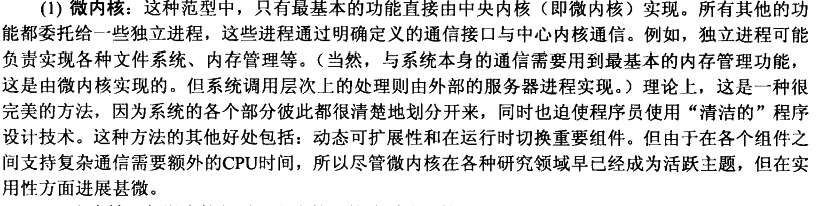 (1) 微内核：这种范型中，只有最基本的功能直接由中央内核（即微内核）实现。所有其他的功
能都委托给一些独立进程，这些进程通过明确定义的通信接口与中心内核通信。例如，独立进程可能
负责实现各种文件系统、内存管理等。（当然，与系统本身的通信需要用到最基本的内存管理功能，
这是由微内核实现的。但系统调用层次上的处理则由外部的服务器进程实现。）理论上，这是一种很
完美的方法，因为系统的各个部分彼此都很清楚地划分开来，同时也迫使程序员使用“清洁的”程序
设计技术。这种方法的其他好处包括：动态可扩展性和在运行时切换重要组件。但由于在各个组件之
间支持复杂通信需要额外的CPU时间，所以尽管微内核在各种研究领域早已经成为活跃主题，但在实
用性方面进展甚微。